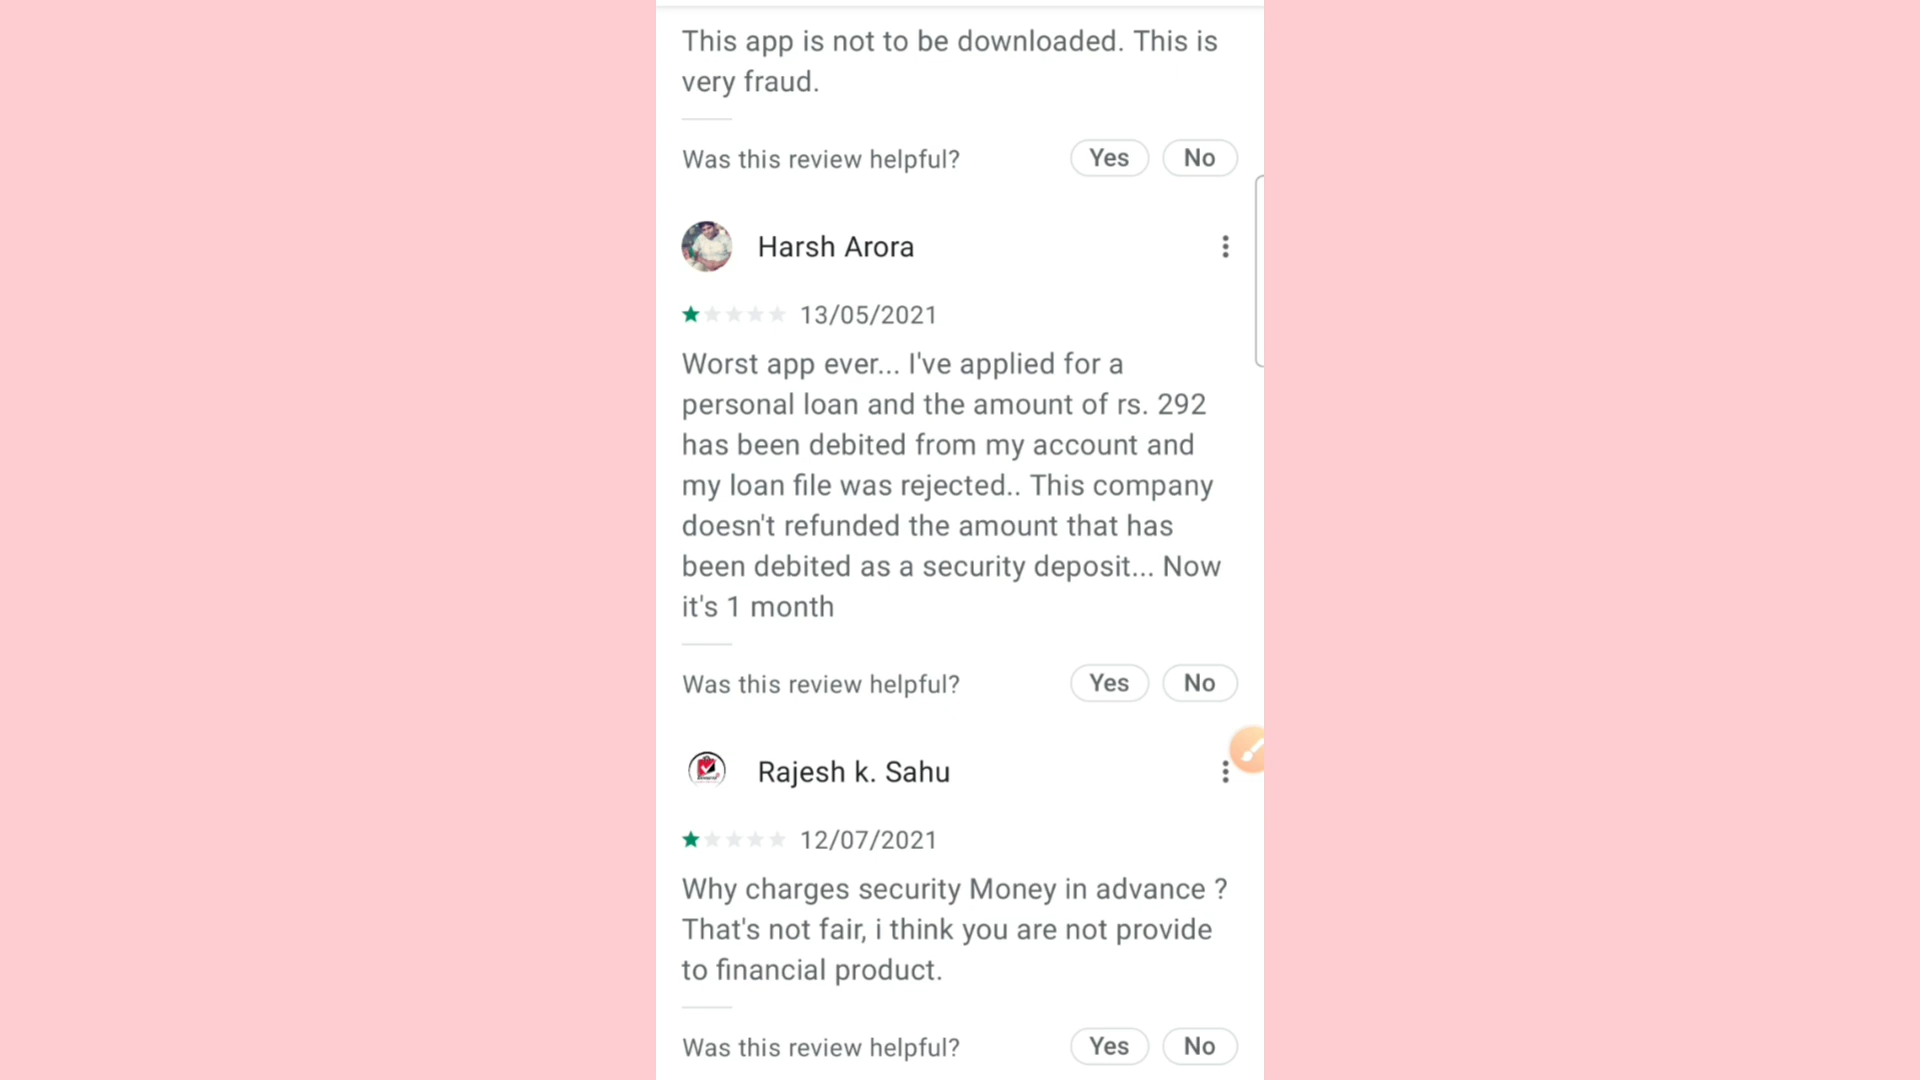 This app is not to be downloaded. This is
very fraud.
Was this review helpful? Yes No
Harsh Arora
13/05/2021
Worst app ever... I've applied for a
personal loan and the amount of rs. 292
has been debited from my account and
my loan file was rejected.. This company
doesn't refunded the amount that has
been debited as a security deposit... Now
it's 1 month
Was this review helpful? Yes No
Rajesh k. Sahu
12/07/2021
Why charges security Money in advance ?
That's not fair, i think you are not provide
to financial product.
Was this review helpful? Yes No